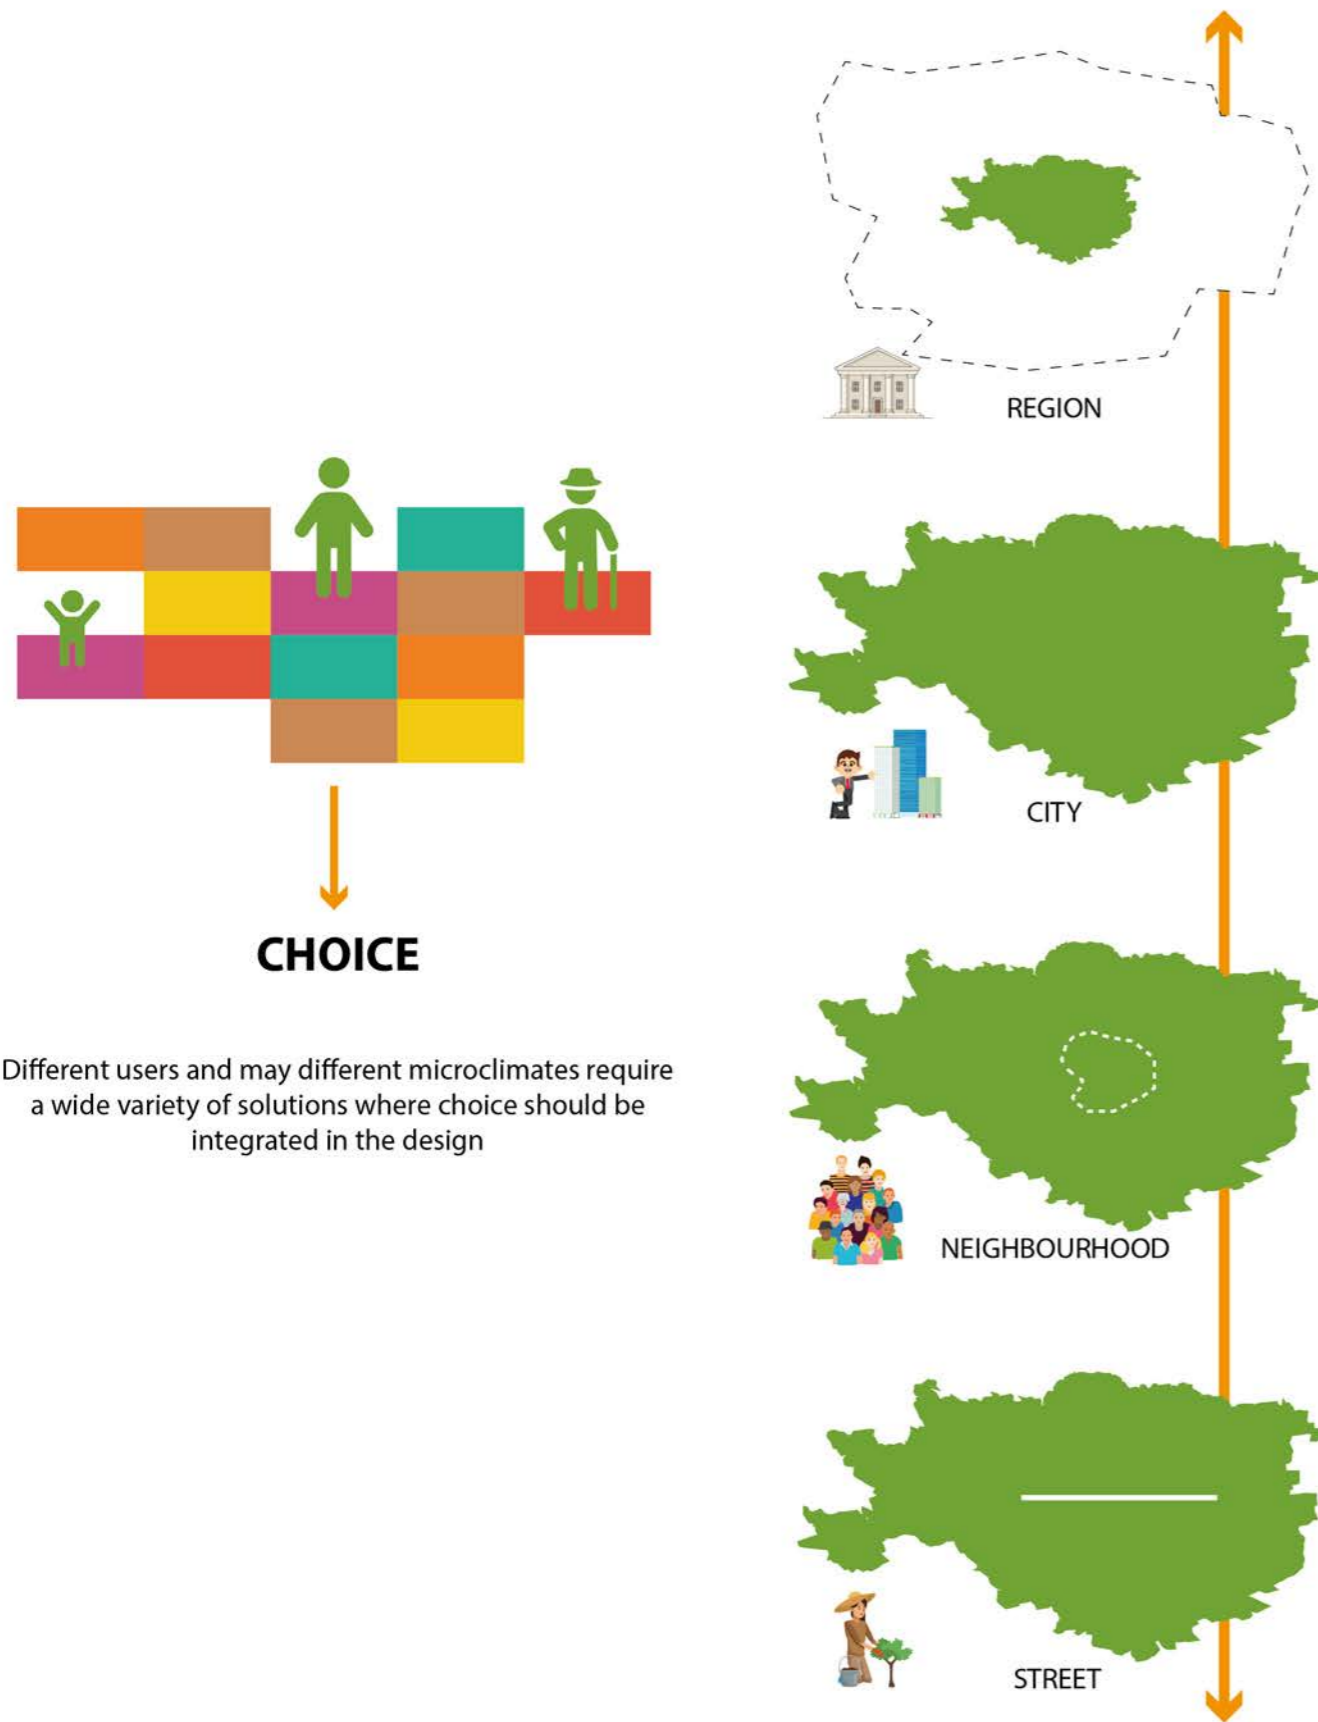 CHOICE
Different users and may different microclimates require
a wide variety of solutions where choice should be
integrated in the design
REGION
CITY
NEIGHBOURHOOD
STREET